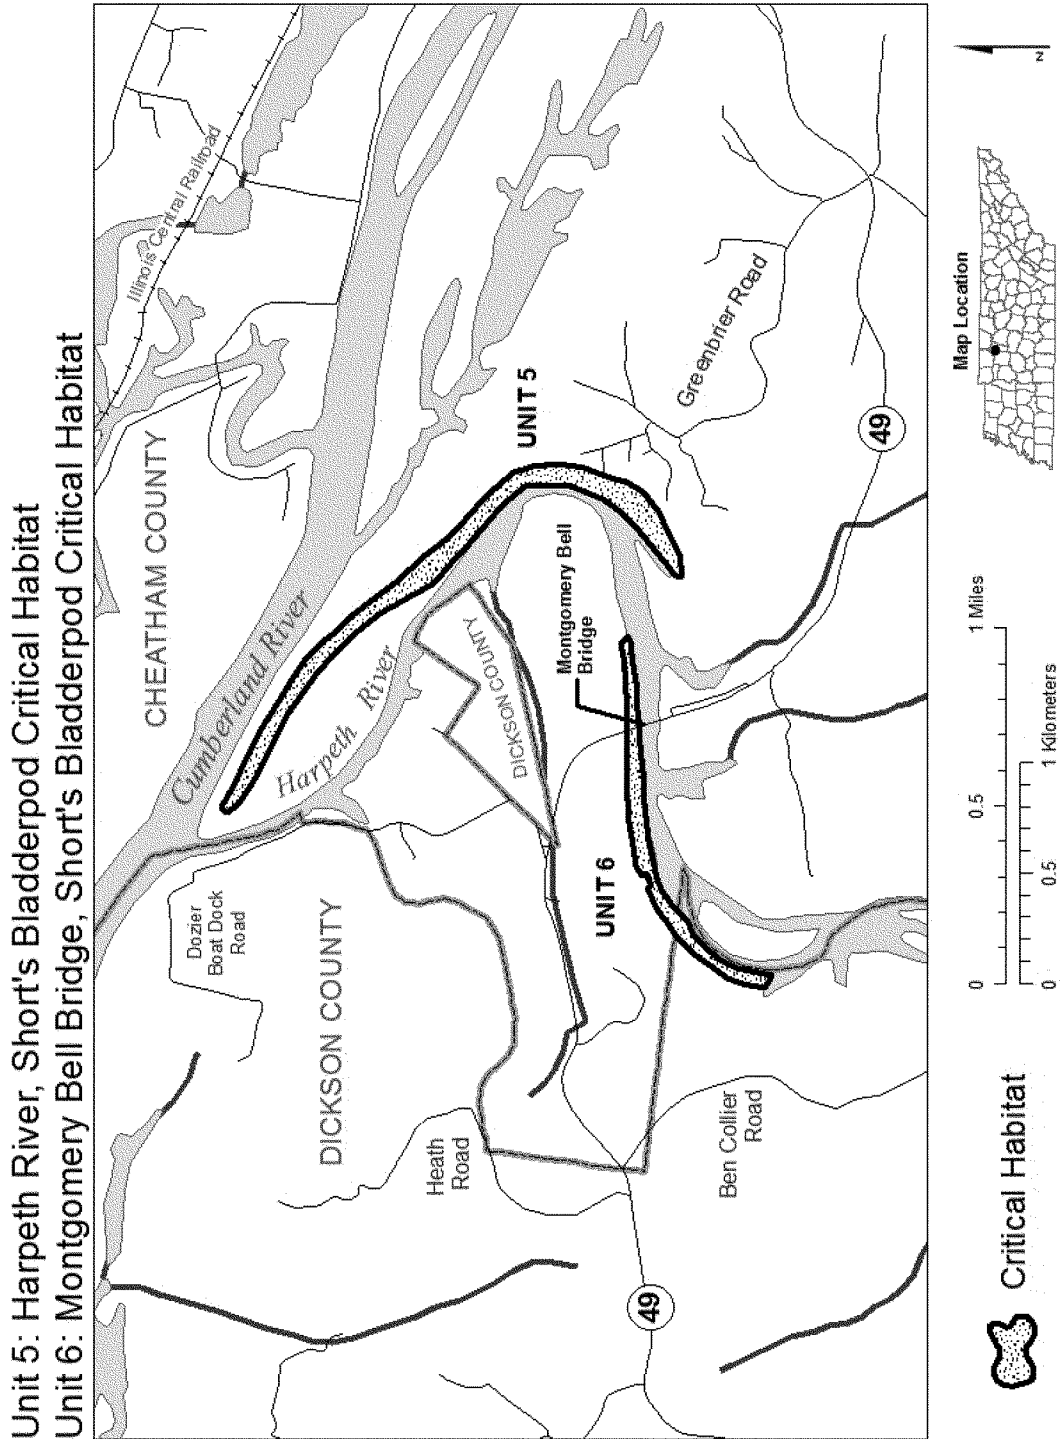 Unit 5: Harpeth River, Short's Bladderpod Critical Habitat
Unit 6: Montgomery Bell Bridge, Short's Bladderpod Critical Habitat
Illinois Central Railroad
CHEATHAM COUNTY
Cumberland River
Dozier
Boat Dock
Road
Harpeth River
DICKSON COUNTY
DICKSON COUNTY
UNIT 5
Heath
Road
Montgomery Bell
Bridge
UNIT 6
Greenbrier Road
Ben Collier
Road
49
49
Critical Habitat
0 0.5 1 Miles
0 0.5 1 Kilometers
Map Location
N